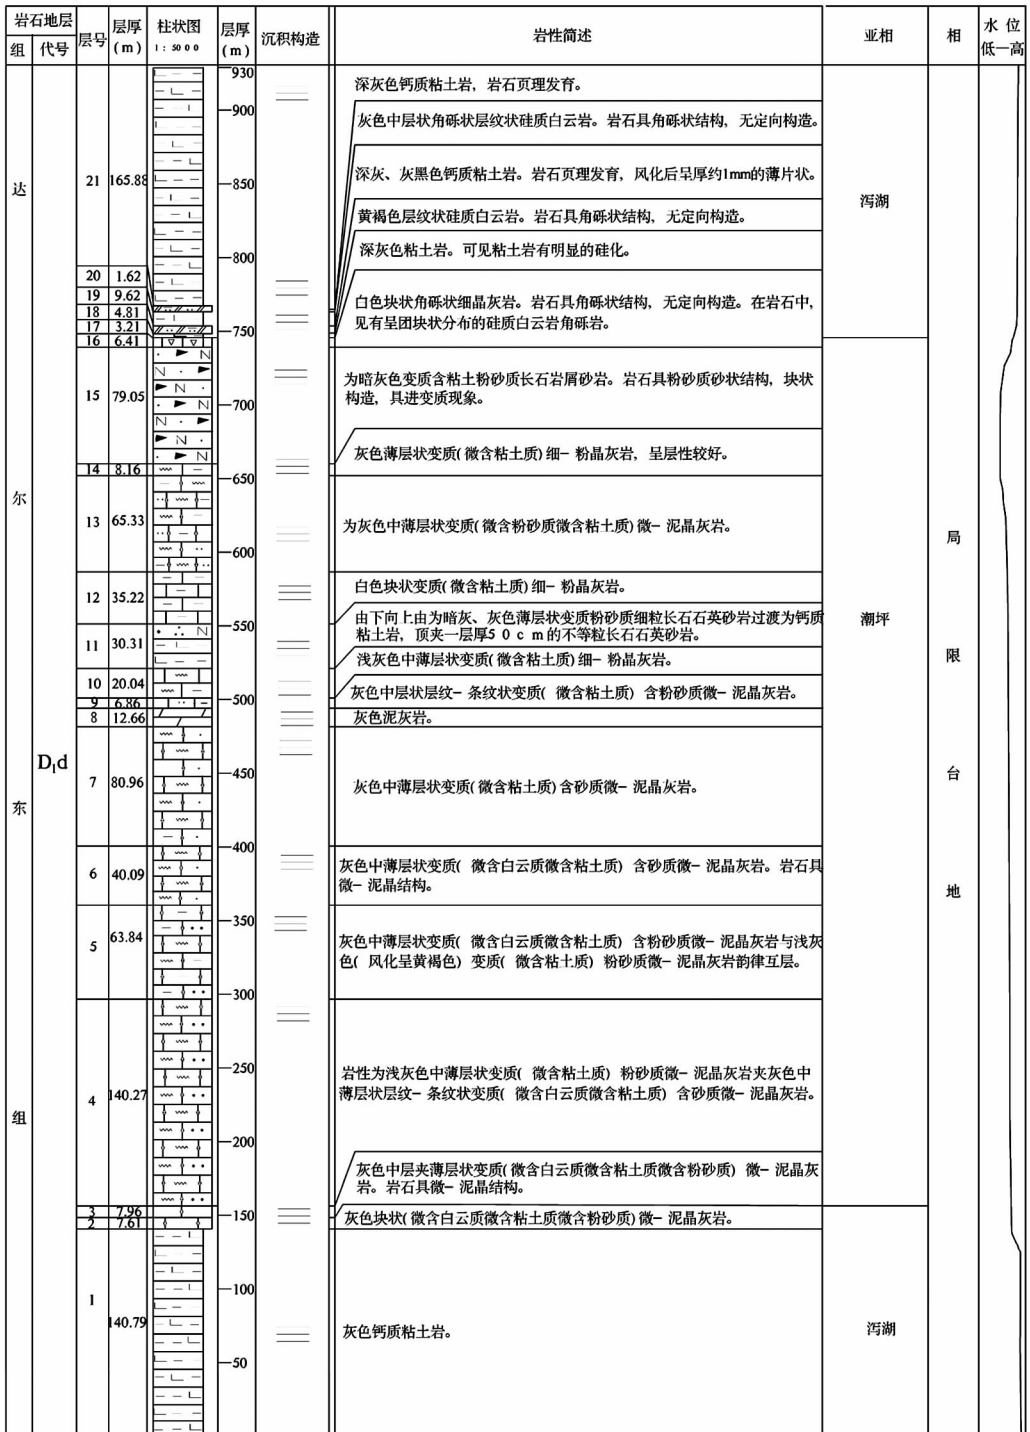 岩石地层
组 代号
层号
层厚
(m)
柱状图
1:5000
层厚
(m)
沉积构造
岩性简述
亚相
相
水位
低—高
达
尔
东
组
D₁d
21 165.88
20 1.62
19 9.62
18 4.81
17 3.21
16 6.41
15 79.05
14 8.16
13 65.33
12 35.22
11 30.31
10 20.04
9 6.86
8 12.66
7 80.96
6 40.09
5 63.84
4 140.27
3 7.96
2 7.61
1 140.79
930
900
850
800
750
700
650
600
550
500
450
400
350
300
250
200
150
100
50
深灰色钙质粘土岩，岩石页理发育。
灰色中层状角砾状层纹状硅质白云岩。岩石具角砾状结构，无定向构造。
深灰、灰黑色钙质粘土岩。岩石页理发育，风化后呈厚约1mm的薄片状。
黄褐色层纹状硅质白云岩。岩石具角砾状结构，无定向构造。
深灰色粘土岩。可见粘土岩有明显的硅化。
白色块状角砾状细晶灰岩。岩石具角砾状结构，无定向构造。在岩石中，
见有呈团块状分布的硅质白云岩角砾岩。
为暗灰色变质含粘土粉砂质长石岩屑砂岩。岩石具粉砂质砂状结构，块状
构造，具进变质现象。
灰色薄层状变质(微含粘土质)细—粉晶灰岩，呈层性较好。
为灰色中薄层状变质(微含粉砂质微含粘土质)微—泥晶灰岩。
白色块状变质(微含粘土质)细—粉晶灰岩。
由下向上由为暗灰、灰色薄层状变质粉砂质细粒长石石英砂岩过渡为钙质
粘土岩，顶夹一层厚50cm的不等粒长石石英砂岩。
浅灰色中薄层状变质(微含粘土质)细—粉晶灰岩。
灰色中层状层纹—条纹状变质(微含粘土质)含粉砂质微—泥晶灰岩。
灰色泥灰岩。
灰色中薄层状变质(微含粘土质)含砂质微—泥晶灰岩。
灰色中薄层状变质(微含白云质微含粘土质)含砂质微—泥晶灰岩。岩石具
微—泥晶结构。
灰色中薄层状变质(微含白云质微含粘土质)含粉砂质微—泥晶灰岩与浅灰
色(风化呈黄褐色)变质(微含粘土质)粉砂质微—泥晶灰岩韵律互层。
岩性为浅灰色中薄层状变质(微含粘土质)粉砂质微—泥晶灰岩夹灰色中
薄层状层纹—条纹状变质(微含白云质微含粘土质)含砂质微—泥晶灰岩。
灰色中层夹薄层状变质(微含白云质微含粘土质微含粉砂质)微—泥晶灰
岩。岩石具微—泥晶结构。
灰色块状(微含白云质微含粘土质微含粉砂质)微—泥晶灰岩。
灰色钙质粘土岩。
泻湖
潮坪
泻湖
局
限
台
地